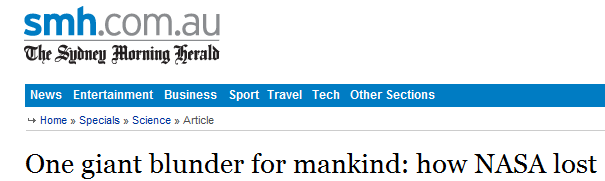 smh.com.au
The Sydney Morning Herald
News Entertainment Business Sport Travel Tech Other Sections
Home » Specials » Science » Article
One giant blunder for mankind: how NASA lost